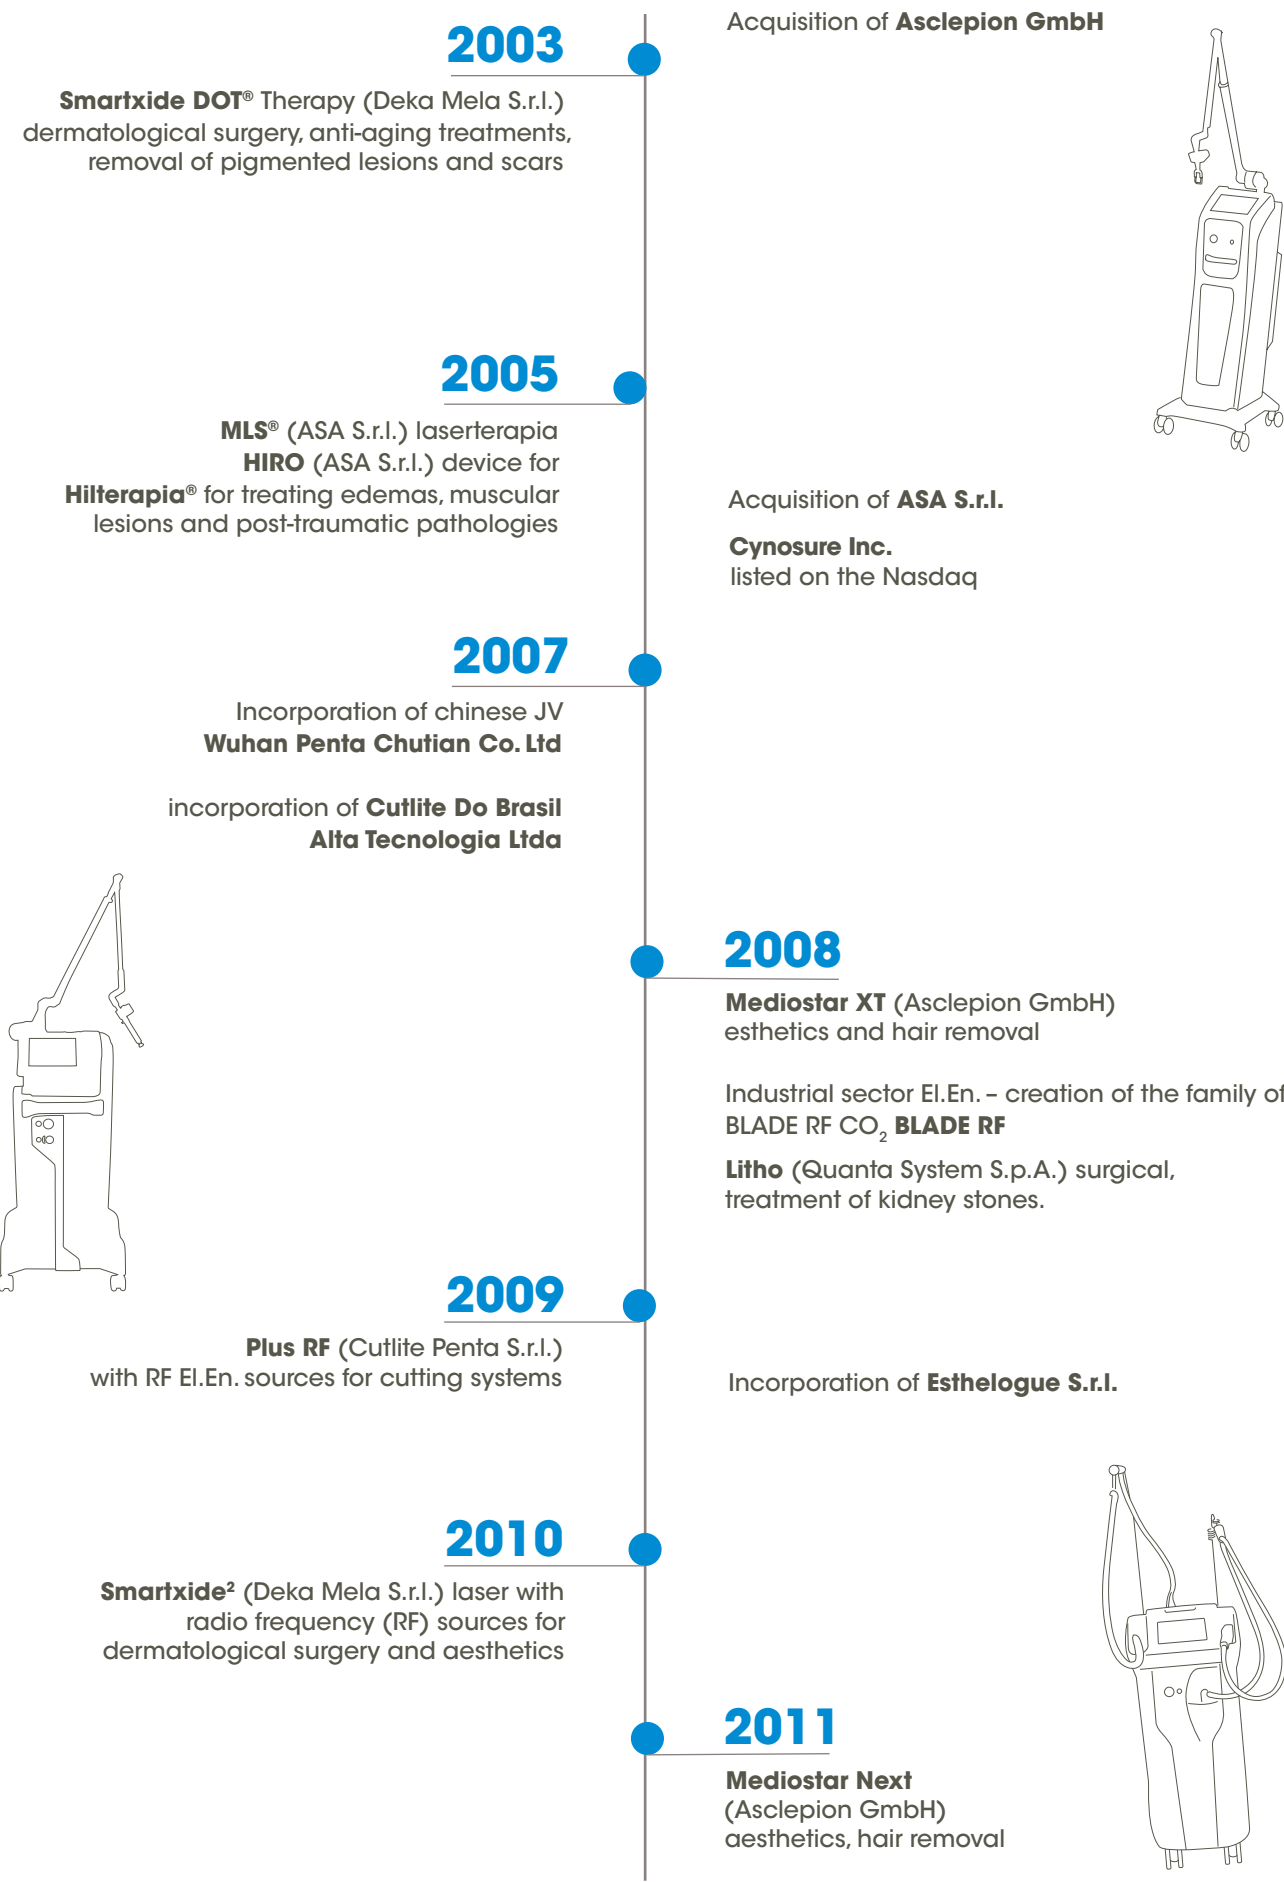 Acquisition of Asclepion GmbH
2003
Smartxide DOT® Therapy (Deka Mela S.r.l.)
dermatological surgery, anti-aging treatments,
removal of pigmented lesions and scars
2005
MLS® (ASA S.r.l.) laserterapia
HIRO (ASA S.r.l.) device for
Hilterapia® for treating edemas, muscular
lesions and post-traumatic pathologies
Acquisition of ASA S.r.l.
Cynosure Inc.
listed on the Nasdaq
2007
Incorporation of chinese JV
Wuhan Penta Chutian Co. Ltd
incorporation of Cutlite Do Brasil
Alta Tecnologia Ltda
2008
Mediostar XT (Asclepion GmbH)
esthetics and hair removal
Industrial sector El.En. – creation of the family of
BLADE RF CO₂ BLADE RF
Litho (Quanta System S.p.A.) surgical,
treatment of kidney stones.
2009
Plus RF (Cutlite Penta S.r.l.)
with RF El.En. sources for cutting systems
Incorporation of Esthelogue S.r.l.
2010
Smartxide² (Deka Mela S.r.l.) laser with
radio frequency (RF) sources for
dermatological surgery and aesthetics
2011
Mediostar Next
(Asclepion GmbH)
aesthetics, hair removal